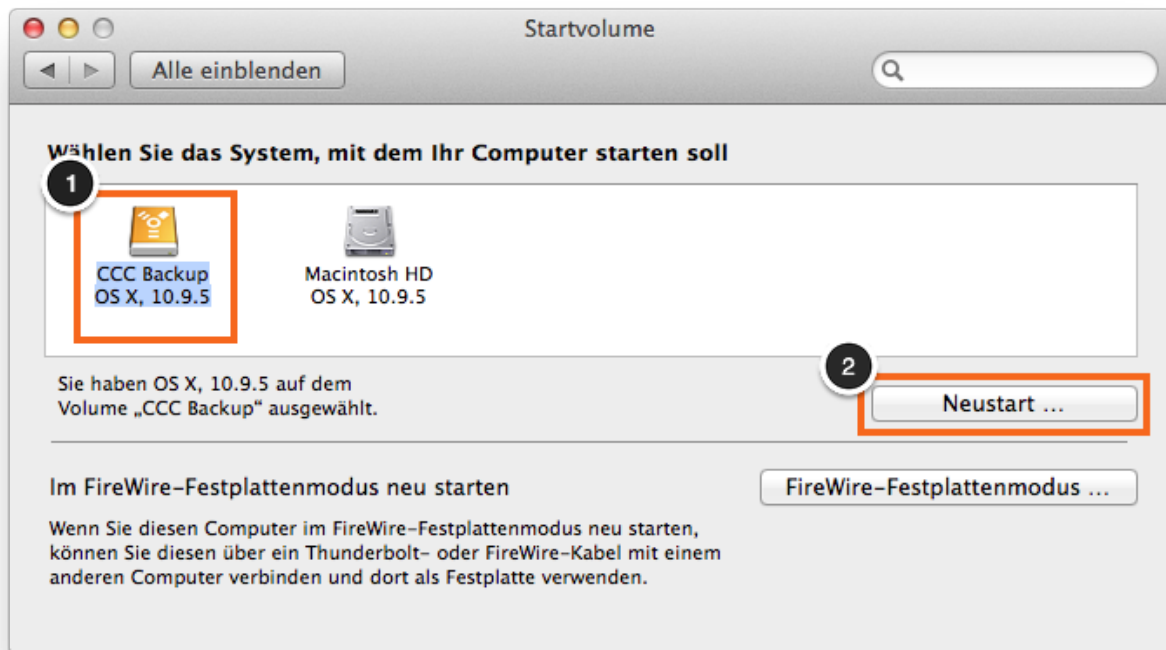 Startvolume
Alle einblenden
Wählen Sie das System, mit dem Ihr Computer starten soll
1
CCC Backup
OS X, 10.9.5
Macintosh HD
OS X, 10.9.5
Sie haben OS X, 10.9.5 auf dem
Volume „CCC Backup“ ausgewählt.
2
Neustart ...
Im FireWire-Festplattenmodus neu starten
FireWire-Festplattenmodus ...
Wenn Sie diesen Computer im FireWire-Festplattenmodus neu starten,
können Sie diesen über ein Thunderbolt- oder FireWire-Kabel mit einem
anderen Computer verbinden und dort als Festplatte verwenden.